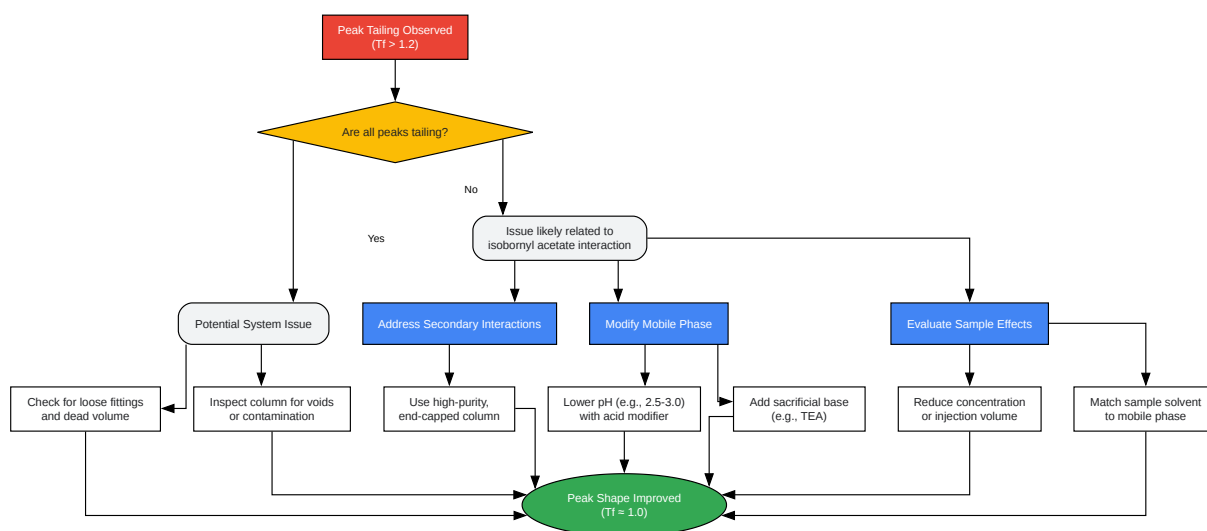 Peak Tailing Observed
(Tf > 1.2)
Are all peaks tailing?
No
Yes
Issue likely related to
isobornyl acetate interaction
Potential System Issue
Address Secondary Interactions
Modify Mobile Phase
Evaluate Sample Effects
Check for loose fittings
and dead volume
Inspect column for voids
or contamination
Use high-purity,
end-capped column
Lower pH (e.g., 2.5-3.0)
with acid modifier
Add sacrificial base
(e.g., TEA)
Reduce concentration
or injection volume
Match sample solvent
to mobile phase
Peak Shape Improved
(Tf ≈ 1.0)